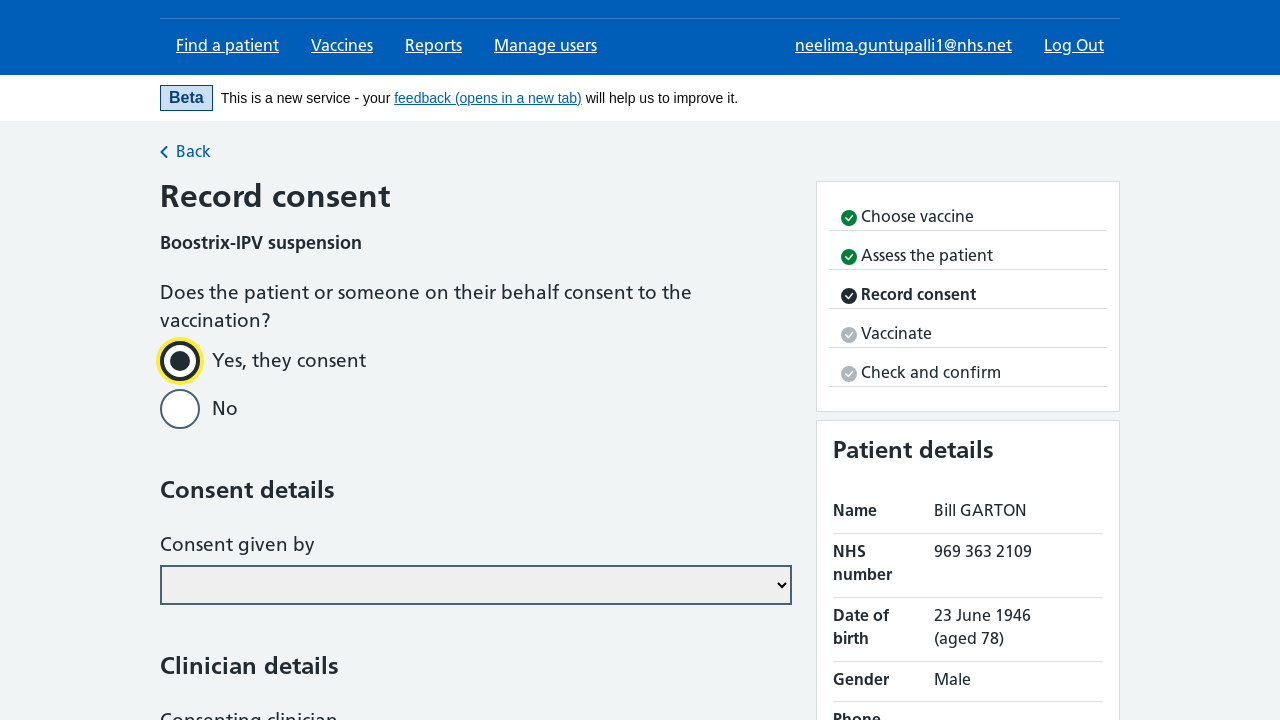 Find a patient
Vaccines
Reports
Manage users
neelima.guntupalli1@nhs.net
Log Out
Beta
This is a new service - your feedback (opens in a new tab) will help us to improve it.
Back
Record consent
Boostrix-IPV suspension
Does the patient or someone on their behalf consent to the
vaccination?
Yes, they consent
No
Consent details
Consent given by
Clinician details
Consenting clinician
Choose vaccine
Assess the patient
Record consent
Vaccinate
Check and confirm
Patient details
Name
Bill GARTON
NHS
number
969 363 2109
Date of
birth
23 June 1946
(aged 78)
Gender
Male
Phone